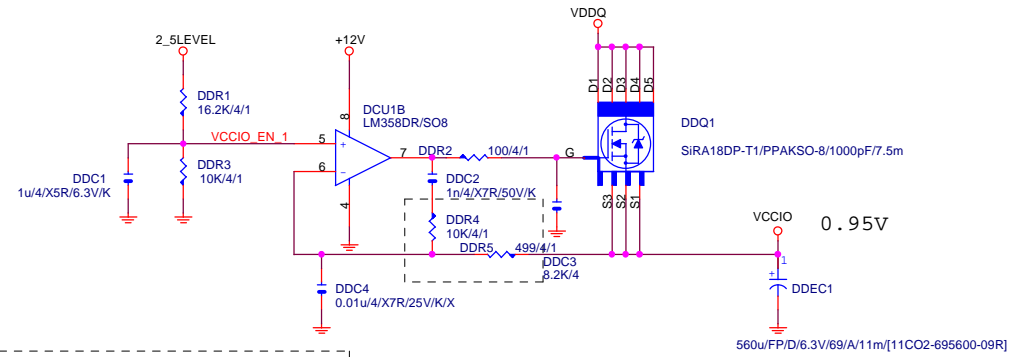 VDDQ
2_5LEVEL
+12V
DDR1
16.2K/4/1
DCU1B
LM358DR/SO8
D1
D2
D3
D4
D5
8
VCCIO_EN_1
5
+
6
−
7
4
DDR2
100/4/1
G
DDQ1
SiRA18DP-T1/PPAKSO-8/1000pF/7.5m
DDR3
10K/4/1
DDC1
1u/4/X5R/6.3V/K
DDC2
1n/4/X7R/50V/K
S3
S2
S1
DDR4
10K/4/1
DDR5
499/4/1
DDC3
8.2K/4
VCCIO
0.95V
1
+
DDEC1
DDC4
0.01u/4/X7R/25V/K/X
560u/FP/D/6.3V/69/A/11m/[11CO2-695600-09R]